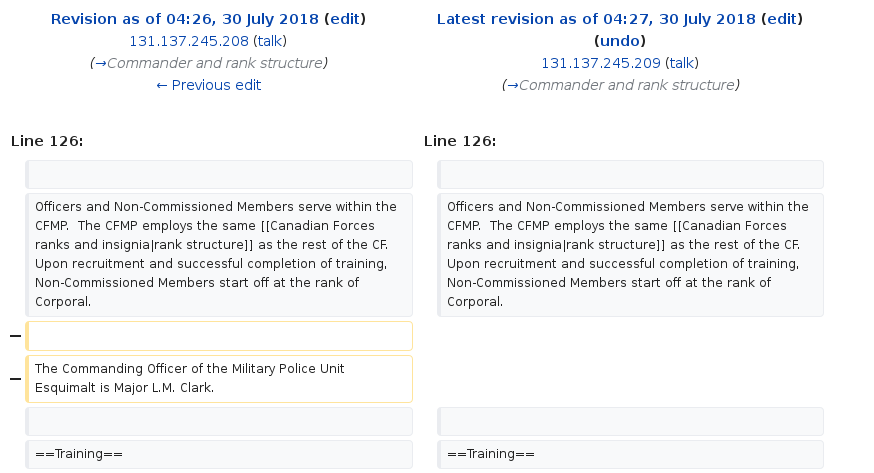 Revision as of 04:26, 30 July 2018 (edit)
131.137.245.208 (talk)
(→Commander and rank structure)
← Previous edit
Latest revision as of 04:27, 30 July 2018 (edit)
(undo)
131.137.245.209 (talk)
(→Commander and rank structure)
Line 126:
Line 126:
Officers and Non-Commissioned Members serve within the
CFMP.  The CFMP employs the same [[Canadian Forces
ranks and insignia|rank structure]] as the rest of the CF.
Upon recruitment and successful completion of training,
Non-Commissioned Members start off at the rank of
Corporal.
Officers and Non-Commissioned Members serve within the
CFMP.  The CFMP employs the same [[Canadian Forces
ranks and insignia|rank structure]] as the rest of the CF.
Upon recruitment and successful completion of training,
Non-Commissioned Members start off at the rank of
Corporal.
−
−
The Commanding Officer of the Military Police Unit
Esquimalt is Major L.M. Clark.
==Training==
==Training==